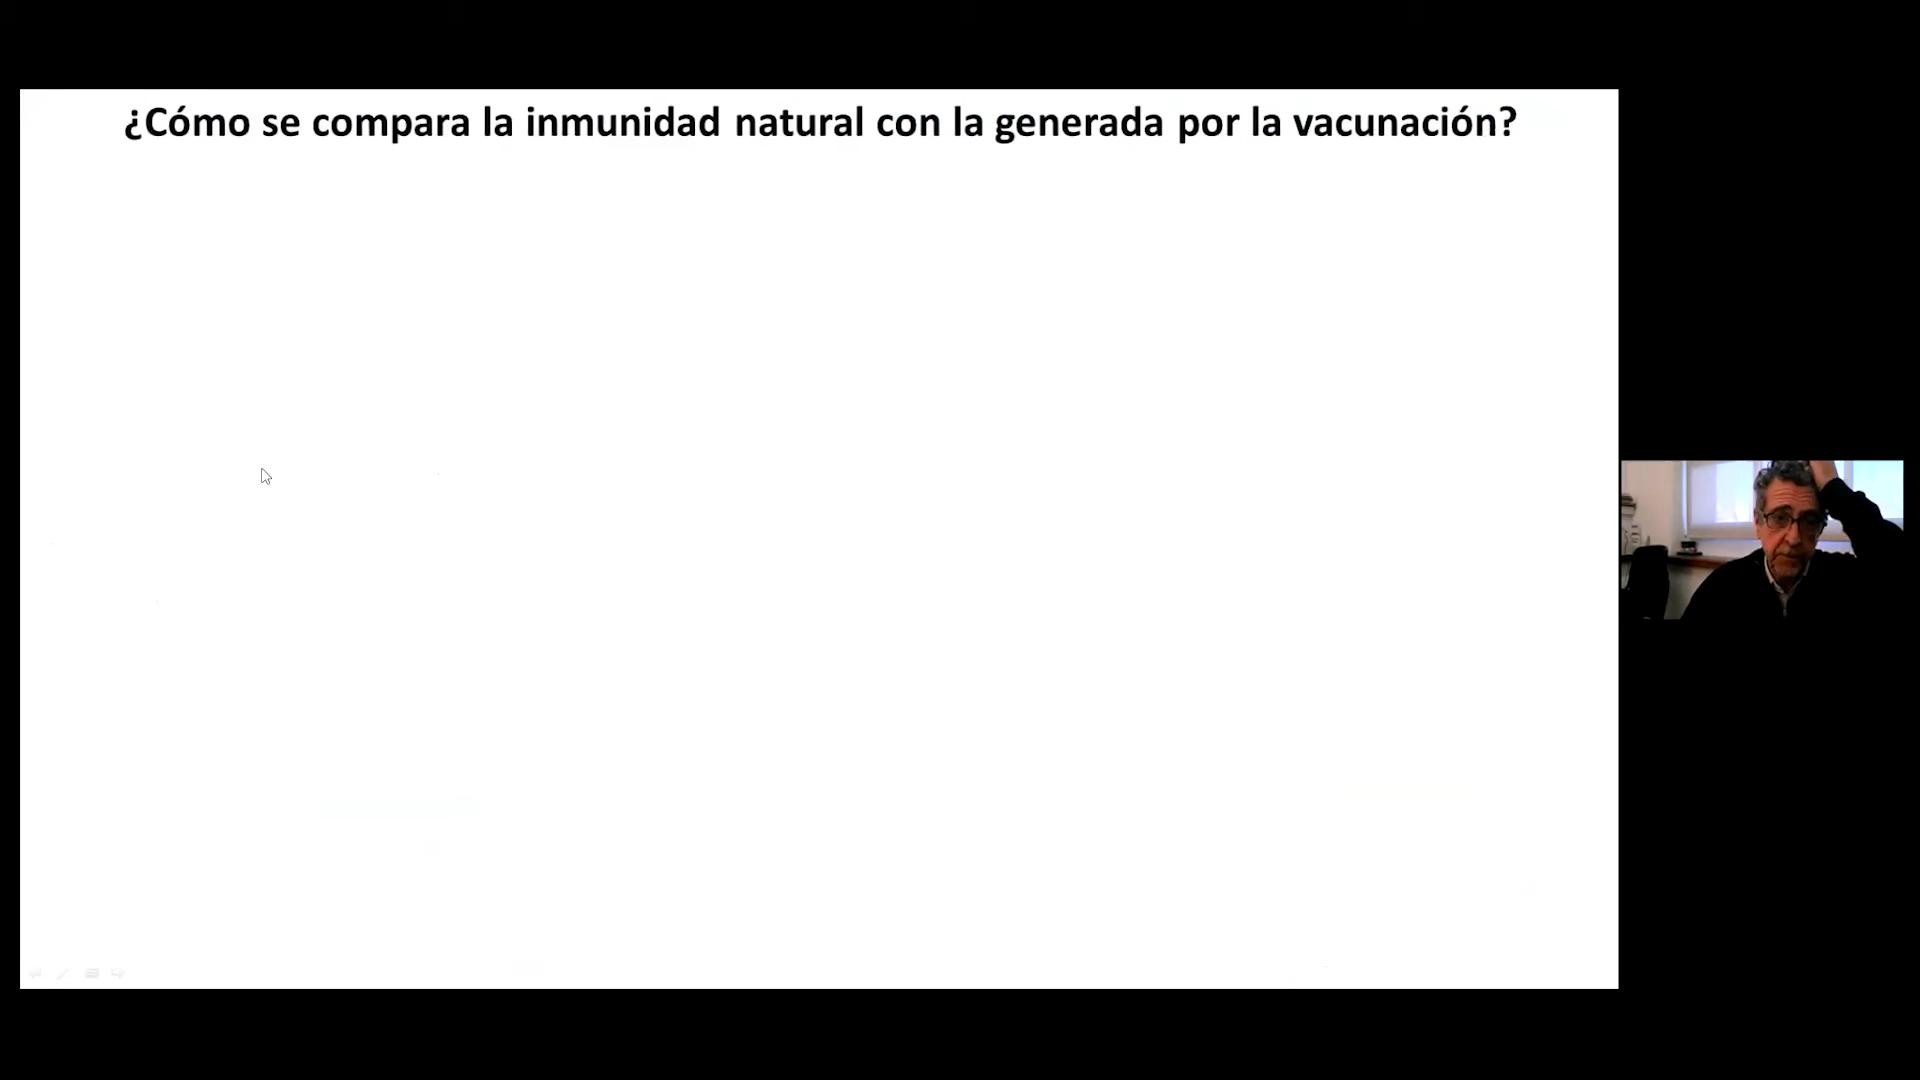 ¿Cómo se compara la inmunidad natural con la generada por la vacunación?